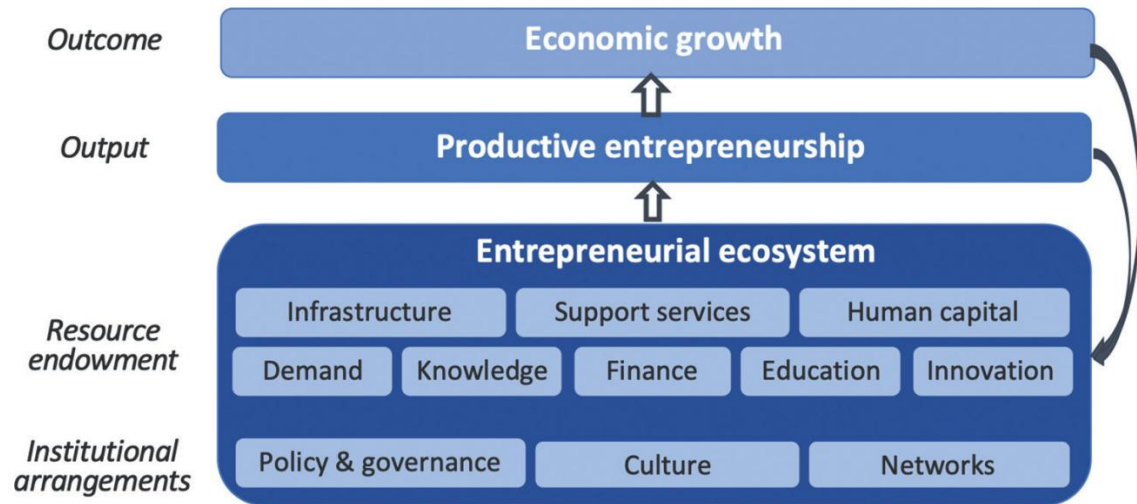 Outcome
Economic growth
Output
Productive entrepreneurship
Entrepreneurial ecosystem
Resource
endowment
Infrastructure
Support services
Human capital
Demand
Knowledge
Finance
Education
Innovation
Institutional
arrangements
Policy & governance
Culture
Networks